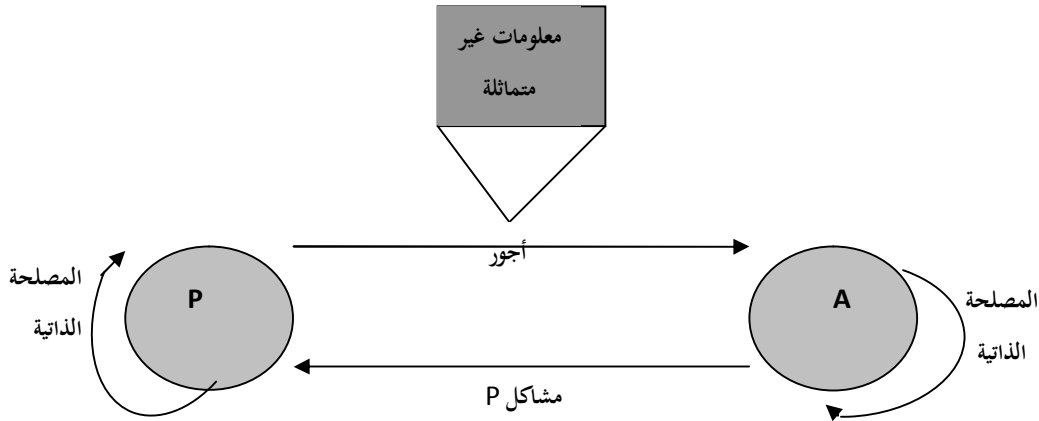 معلومات غير
متماثلة
أجور
المصلحة
الذاتية
P
A
المصلحة
الذاتية
مشاكل P